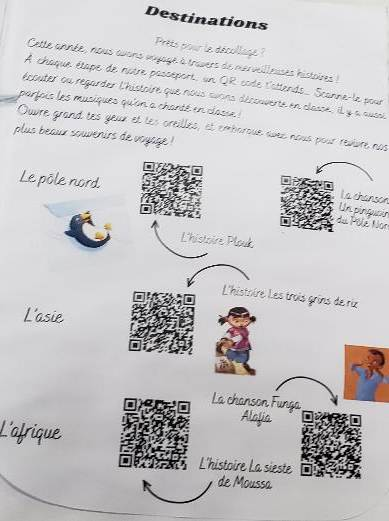 Destinations
Prêts pour le décollage ?
Cette année, nous avons voyagé à travers de merveilleuses histoires !
A chaque étape de notre passeport, un QR code t'attends... Scanne-le pour
écouter ou regarder l'histoire que nous avons découverte en classe, il y a aussi
parfois les musiques qu'on a chanté en classe !
Ouvre grand tes yeux et tes oreilles, et embarque avec nous pour revivre nos
plus beaux souvenirs de voyage !
Le pôle nord
La chanson
Un pingouin
du Pôle Nor
L'histoire Plouk
L'histoire Les trois grins de riz
L'asie
La chanson Funga
Alafia
L'afrique
L'histoire La sieste
de Moussa